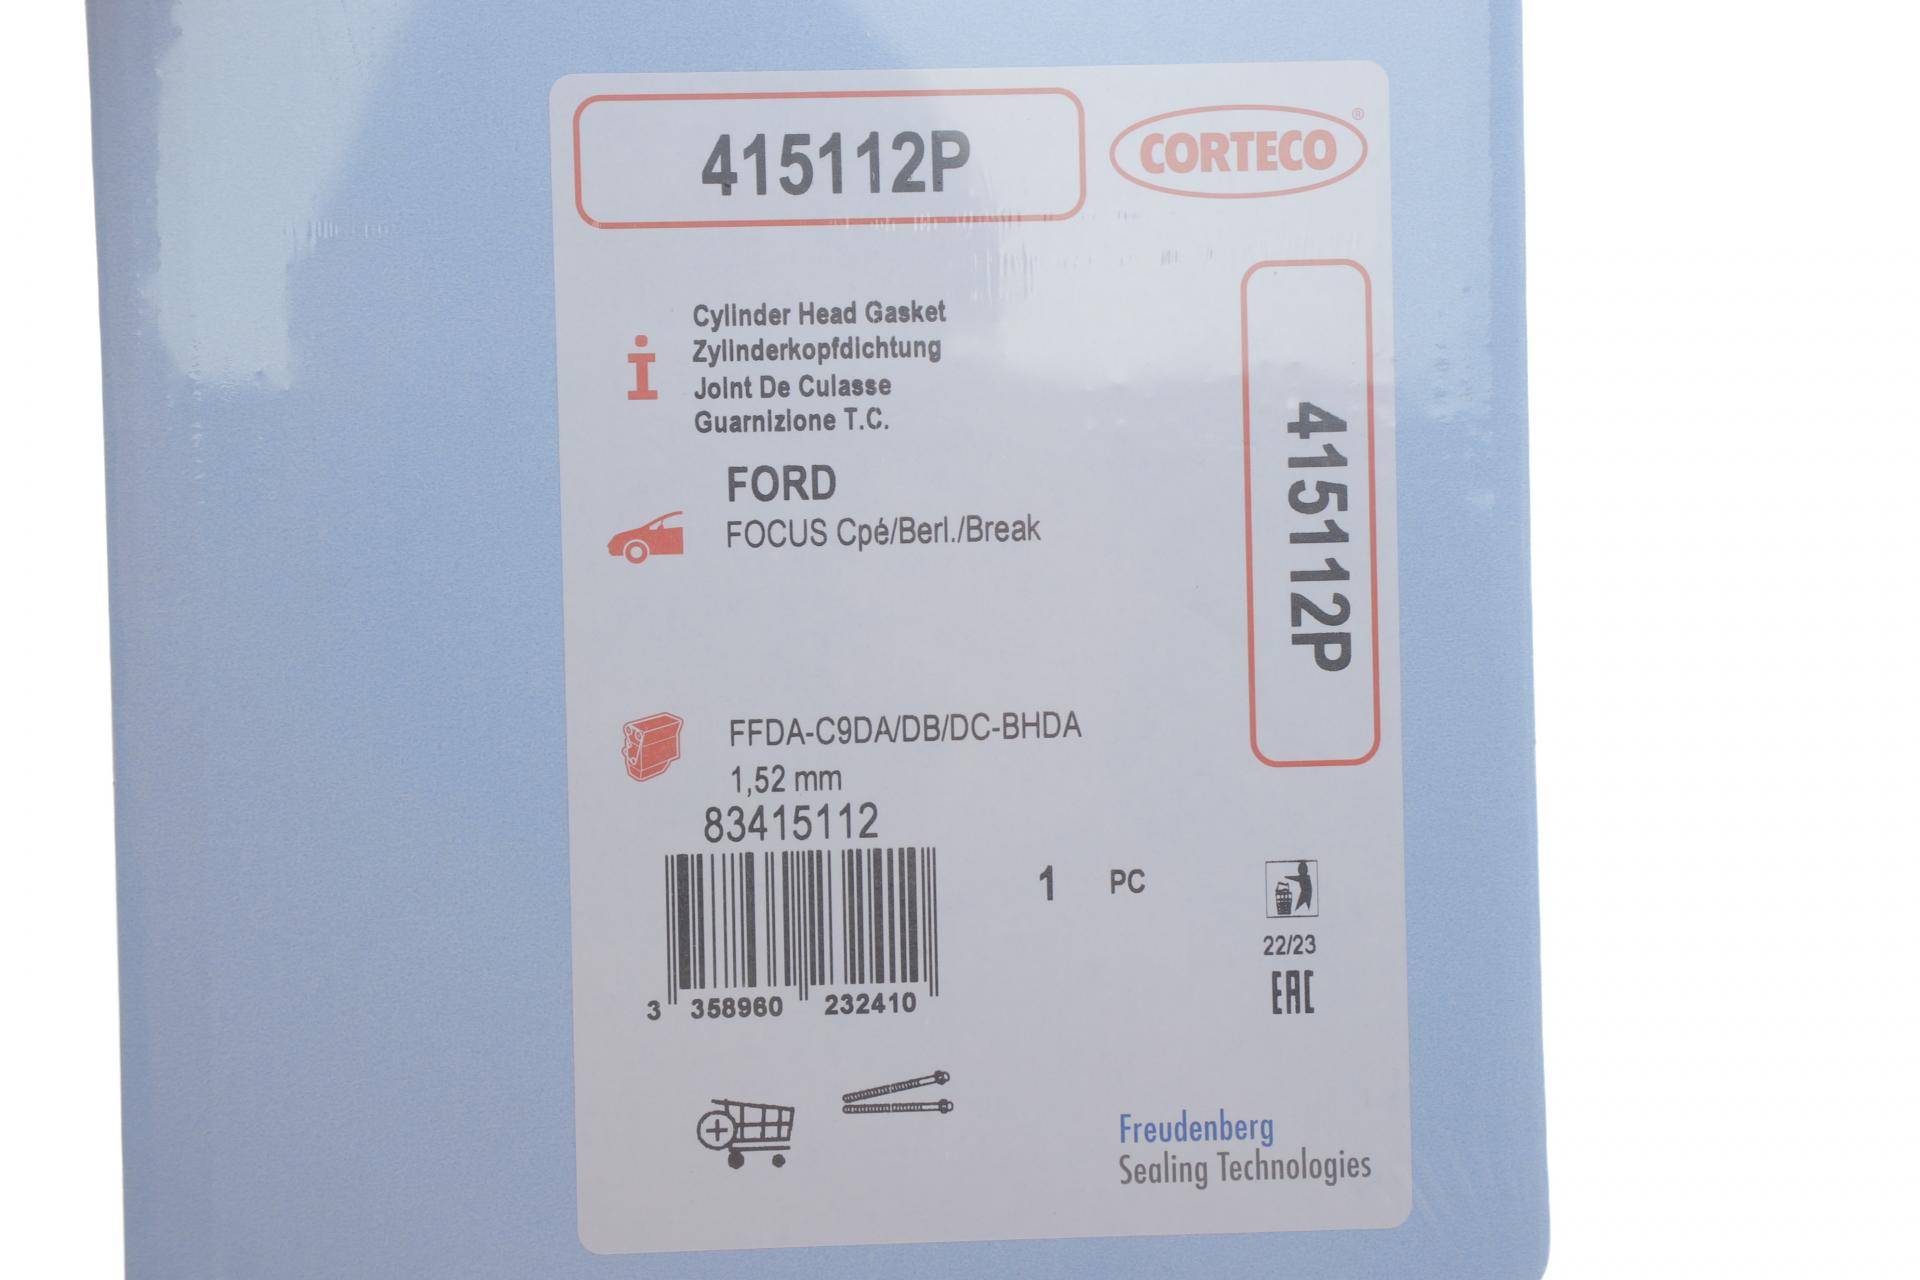 415112P
CORTECO®
Cylinder Head Gasket
Zylinderkopfdichtung
Joint De Culasse
Guarnizione T.C.
FORD
FOCUS Cpé/Berl./Break
415112P
FFDA-C9DA/DB/DC-BHDA
1,52 mm
83415112
3 358960 232410
1 PC
22/23
EAC
Freudenberg
Sealing Technologies